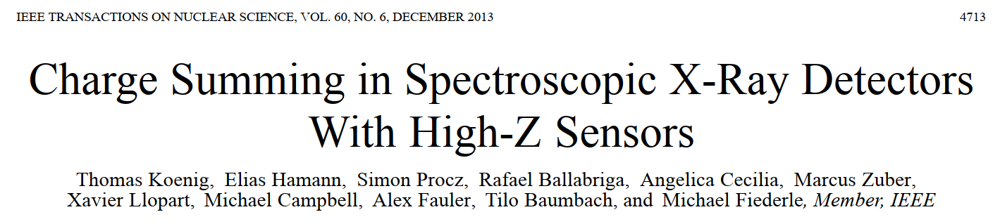 IEEE TRANSACTIONS ON NUCLEAR SCIENCE, VOL. 60, NO. 6, DECEMBER 2013 4713
Charge Summing in Spectroscopic X-Ray Detectors
With High-Z Sensors
Thomas Koenig, Elias Hamann, Simon Procz, Rafael Ballabriga, Angelica Cecilia, Marcus Zuber,
Xavier Llopart, Michael Campbell, Alex Fauler, Tilo Baumbach, and Michael Fiederle, Member, IEEE